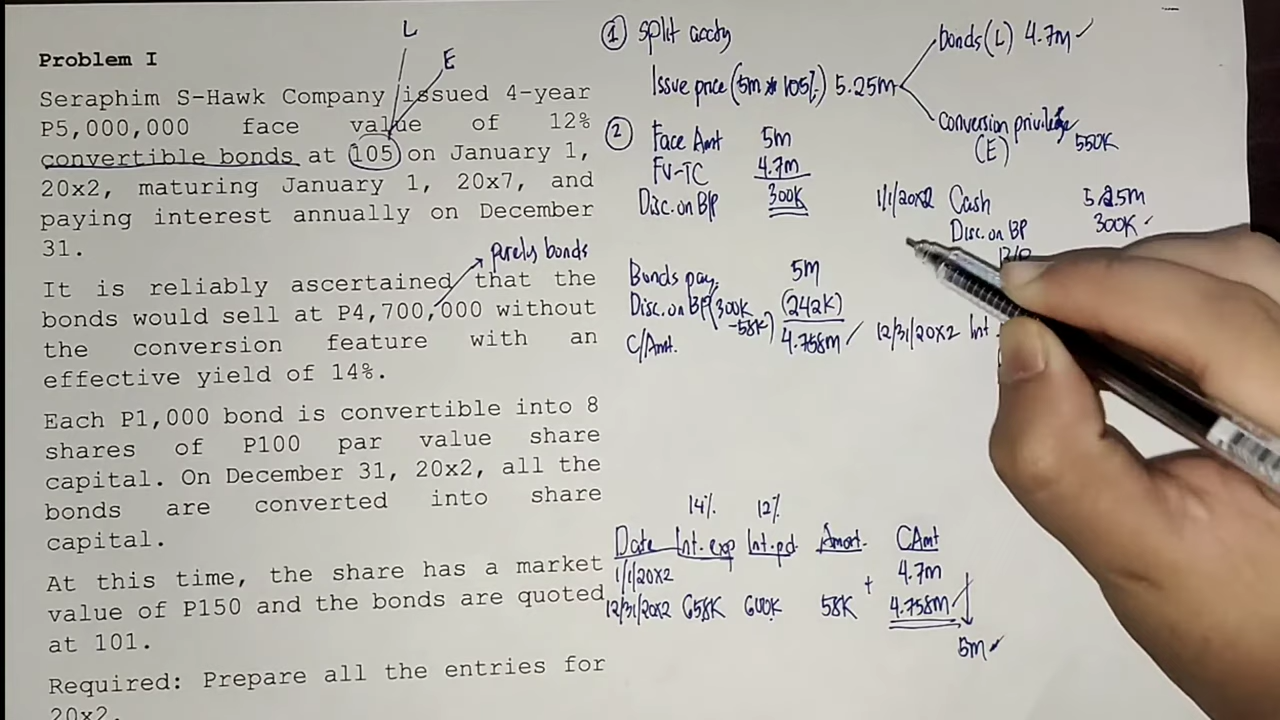 Problem I
Seraphim S-Hawk Company issued 4-year
P5,000,000 face value of 12%
convertible bonds at 105 on January 1,
20x2, maturing January 1, 20x7, and
paying interest annually on December
31.
It is reliably ascertained that the
bonds would sell at P4,700,000 without
the conversion feature with an
effective yield of 14%.
Each P1,000 bond is convertible into 8
shares of P100 par value share
capital. On December 31, 20x2, all the
bonds are converted into share
capital.
At this time, the share has a market
value of P150 and the bonds are quoted
at 101.
Required: Prepare all the entries for
20x2.
L
E
purely bonds
① split acctg
Issue price (5m * 105%) 5.25m
bonds (L) 4.7m ✓
conversion privilege
(E)
550K
② Face Amt 5m
FV-TC 4.7m
Disc. on B/P 300K
1/1/20X2 Cash 5.25m
Disc. on BP 300K ✓
B/P
Bonds pay. 5m
Disc. on BP (300K - 58K) (242K)
C/Amt. 4.758m ✓
12/31/20X2 Int
14% 12%
Date Int. exp Int. pd. Amort. CAmt
1/1/20X2 4.7m
12/31/20X2 658K 600K 58K + 4.758m
5m ✓